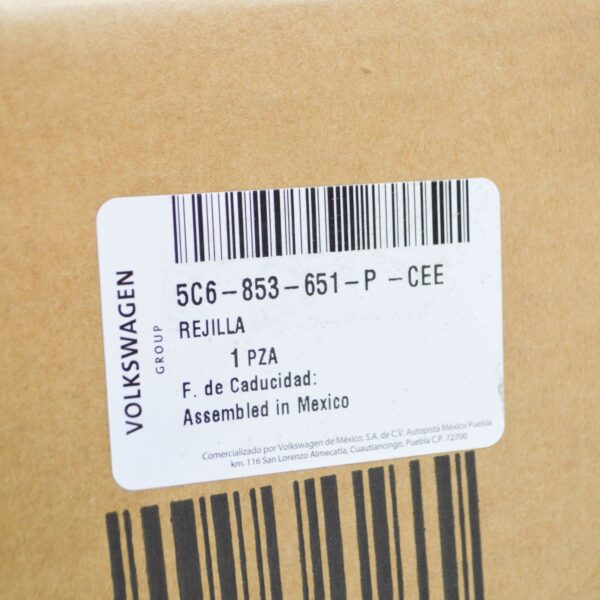 VOLKSWAGEN
GROUP
5C6-853-651-P -CEE
REJILLA
1 PZA
F. de Caducidad:
Assembled in Mexico
Comercializado por Volkswagen de México, S.A. de C.V. Autopista México Puebla
km. 116 San Lorenzo Almecatla, Cuautlancingo, Puebla C.P. 72700